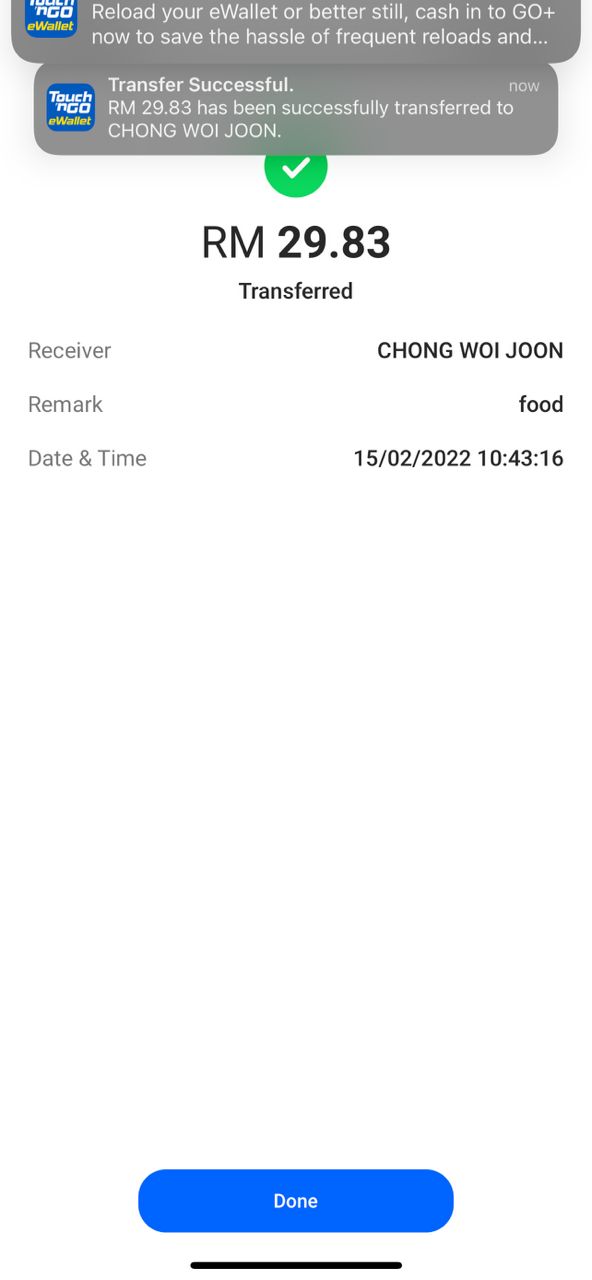 Touch
'nGO
eWallet
Reload your eWallet or better still, cash in to GO+
now to save the hassle of frequent reloads and...
Touch
'nGO
eWallet
Transfer Successful.
now
RM 29.83 has been successfully transferred to
CHONG WOI JOON.
RM 29.83
Transferred
Receiver
CHONG WOI JOON
Remark
food
Date & Time
15/02/2022 10:43:16
Done